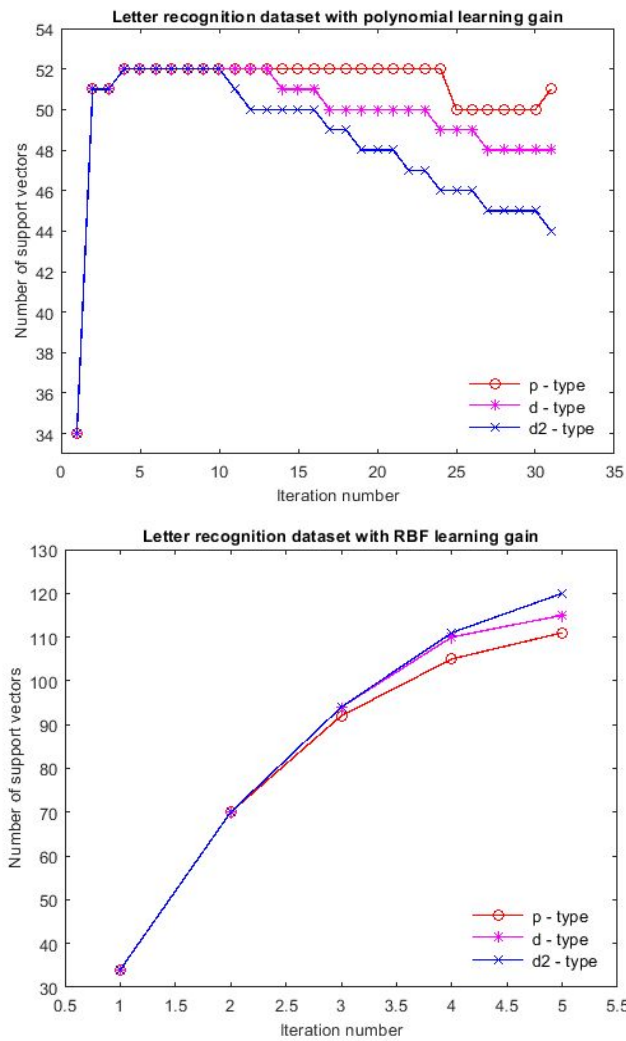 Letter recognition dataset with polynomial learning gain
54
52
50
48
46
44
42
40
38
36
34
Number of support vectors
p - type
d - type
d2 - type
0 5 10 15 20 25 30 35
Iteration number
Letter recognition dataset with RBF learning gain
130
120
110
100
90
80
70
60
50
40
30
Number of support vectors
p - type
d - type
d2 - type
0.5 1 1.5 2 2.5 3 3.5 4 4.5 5 5.5
Iteration number